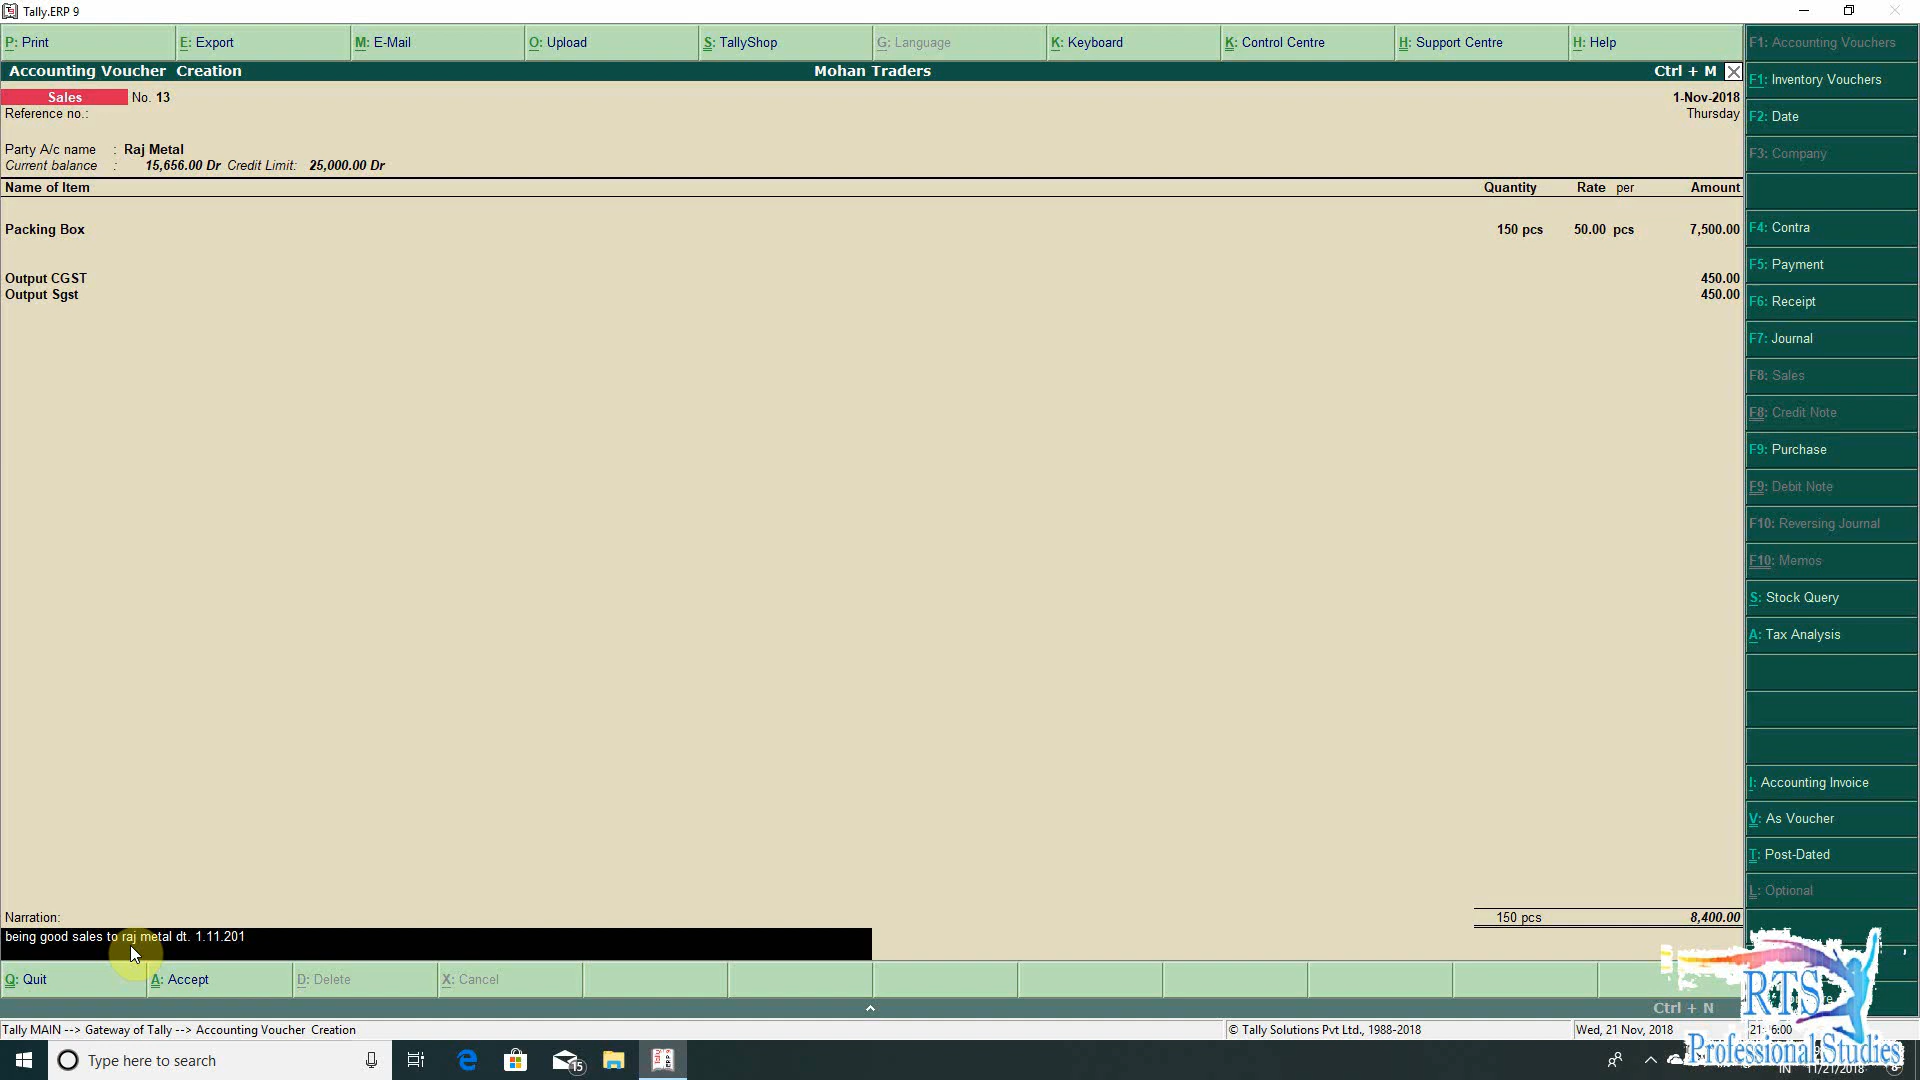 Tally.ERP 9
P: Print E: Export M: E-Mail O: Upload S: TallyShop G: Language K: Keyboard K: Control Centre H: Support Centre H: Help
Accounting Voucher Creation Mohan Traders Ctrl + M
Sales No. 13 1-Nov-2018
Reference no.: Thursday
Party A/c name : Raj Metal
Current balance : 15,656.00 Dr Credit Limit: 25,000.00 Dr
Name of Item Quantity Rate per Amount
Packing Box 150 pcs 50.00 pcs 7,500.00
Output CGST 450.00
Output Sgst 450.00
Narration: 150 pcs 8,400.00
being good sales to raj metal dt. 1.11.201
Q: Quit A: Accept D: Delete X: Cancel
Ctrl + N
F1: Accounting Vouchers
F1: Inventory Vouchers
F2: Date
F3: Company
F4: Contra
F5: Payment
F6: Receipt
F7: Journal
F8: Sales
F8: Credit Note
F9: Purchase
F9: Debit Note
F10: Reversing Journal
F10: Memos
S: Stock Query
A: Tax Analysis
I: Accounting Invoice
V: As Voucher
T: Post-Dated
L: Optional
RTS
Professional Studies
Tally MAIN --> Gateway of Tally --> Accounting Voucher Creation © Tally Solutions Pvt Ltd., 1988-2018 Wed, 21 Nov, 2018
Type here to search 15 IN 11/21/2018